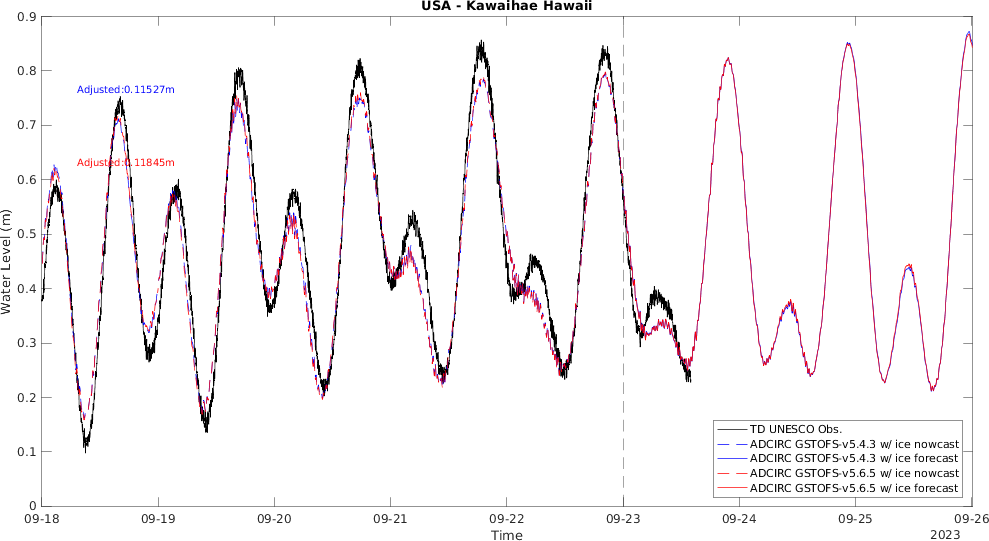 USA - Kawaihae Hawaii
0.9
0.8
0.7
0.6
0.5
0.4
0.3
0.2
0.1
0
Water Level (m)
Adjusted:0.11527m
Adjusted:0.11845m
TD UNESCO Obs.
ADCIRC GSTOFS-v5.4.3 w/ ice nowcast
ADCIRC GSTOFS-v5.4.3 w/ ice forecast
ADCIRC GSTOFS-v5.6.5 w/ ice nowcast
ADCIRC GSTOFS-v5.6.5 w/ ice forecast
09-18 09-19 09-20 09-21 09-22 09-23 09-24 09-25 09-26
Time
2023